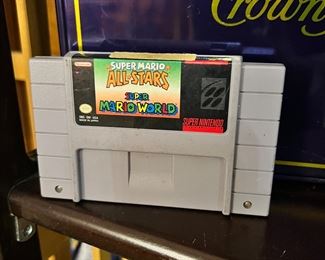 Crown
SUPER MARIO
ALL-STARS
SUPER
MARIO WORLD
SUPER NINTENDO